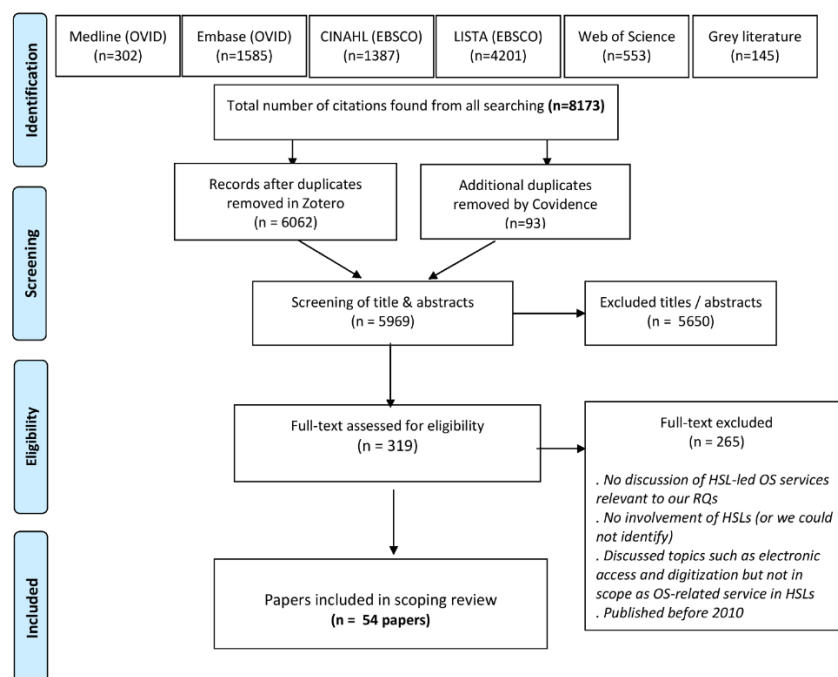 Medline (OVID)
(n=302)
Embase (OVID)
(n=1585)
CINAHL (EBSCO)
(n=1387)
LISTA (EBSCO)
(n=4201)
Web of Science
(n=553)
Grey literature
(n=145)
Identification
Total number of citations found from all searching (n=8173)
Records after duplicates
removed in Zotero
n = 6062)
Additional duplicates
removed by Covidence
(n=93)
Screening
Screening of title & abstracts
(n = 5969)
Excluded titles / abstracts
(n = 5650)
Eligibility
Full-text assessed for eligibility
(n = 319)
Full-text excluded
(n = 265)
. No discussion of HSL-led OS services
relevant to our RQs
. No involvement of HSLs (or we could
not identify)
. Discussed topics such as electronic
access and digitization but not in
scope as OS-related service in HSLs
. Published before 2010
Included
Papers included in scoping review
(n = 54 papers)